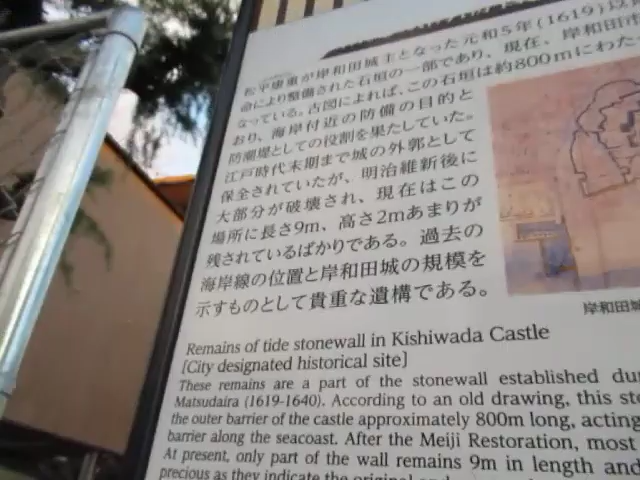 松平康重が岸和田城主となった元和5年(1619)以
命により整備された石垣の一部であり、現在、岸和田市
なっている。古図によれば、この石垣は約800mにわた
おり、海岸付近の防備の目的と
防潮堤としての役割を果たしていた。
江戸時代末期まで城の外郭として
保全されていたが、明治維新後に
大部分が破壊され、現在はこの
場所に長さ9m、高さ2mあまりが
残されているばかりである。過去の
海岸線の位置と岸和田城の規模を
示すものとして貴重な遺構である。
岸和田城
Remains of tide stonewall in Kishiwada Castle
[City designated historical site]
These remains are a part of the stonewall established du
Matsudaira (1619-1640). According to an old drawing, this sto
the outer barrier of the castle approximately 800m long, acting
barrier along the seacoast. After the Meiji Restoration, most
At present, only part of the wall remains 9m in length and
precious as they indicate the original